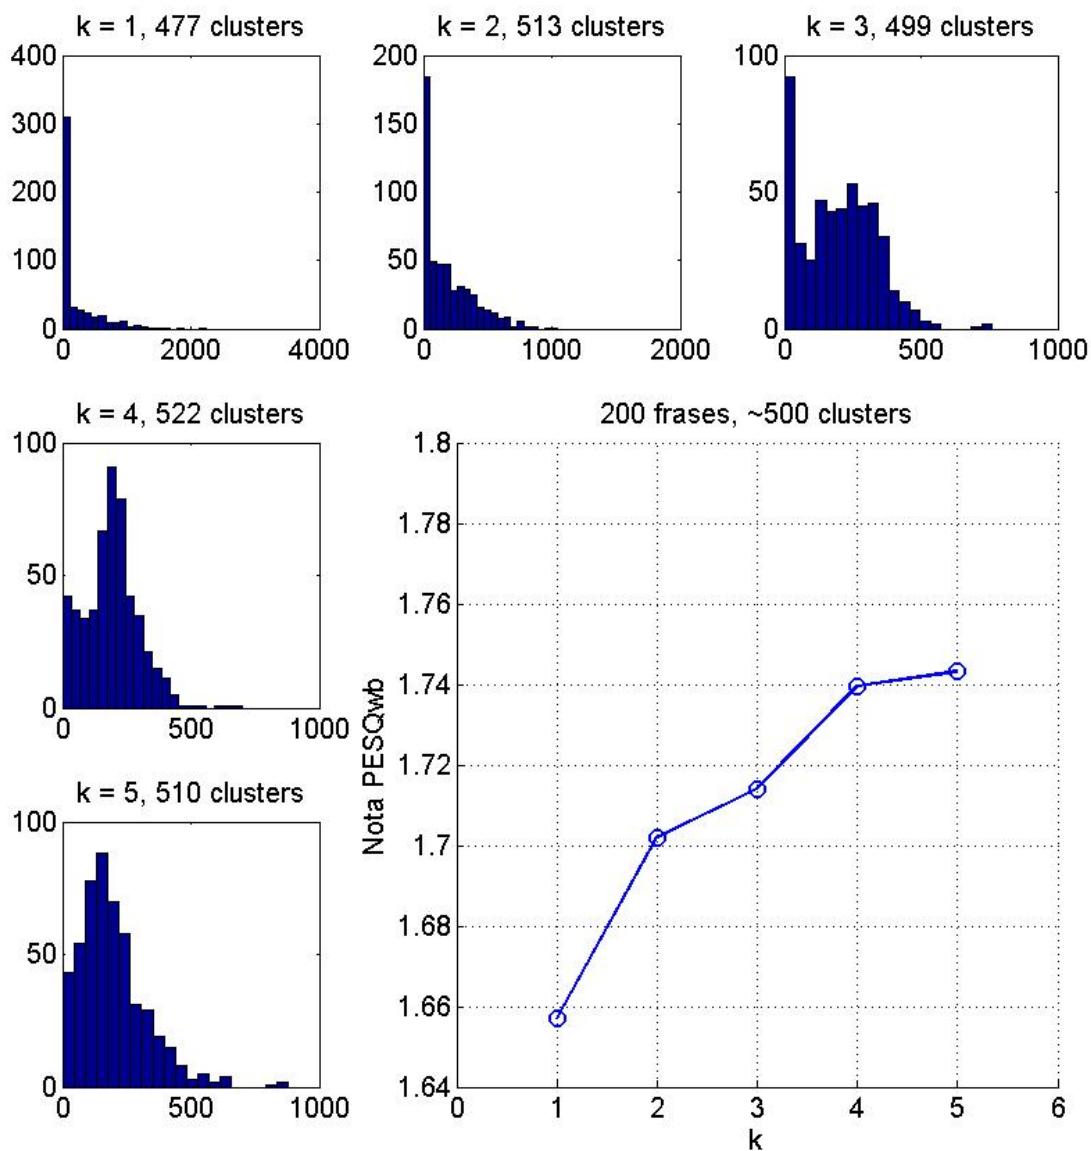 k = 1, 477 clusters
400
300
200
100
0
0 2000 4000
k = 2, 513 clusters
200
150
100
50
0
0 1000 2000
k = 3, 499 clusters
100
50
0
0 500 1000
k = 4, 522 clusters
100
50
0
0 500 1000
k = 5, 510 clusters
100
50
0
0 500 1000
200 frases, ~500 clusters
Nota PESQwb
1.8
1.78
1.76
1.74
1.72
1.7
1.68
1.66
1.64
0 1 2 3 4 5 6
k